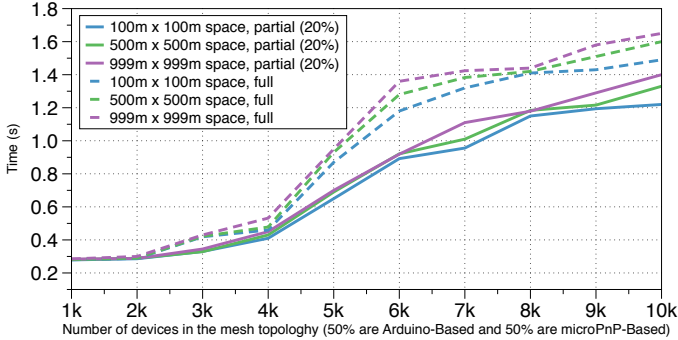 1.8
1.6
1.4
1.2
1.0
0.8
0.6
0.4
0.2
Time (s)
100m x 100m space, partial (20%)
500m x 500m space, partial (20%)
999m x 999m space, partial (20%)
100m x 100m space, full
500m x 500m space, full
999m x 999m space, full
1k 2k 3k 4k 5k 6k 7k 8k 9k 10k
Number of devices in the mesh topologhy (50% are Arduino-Based and 50% are microPnP-Based)